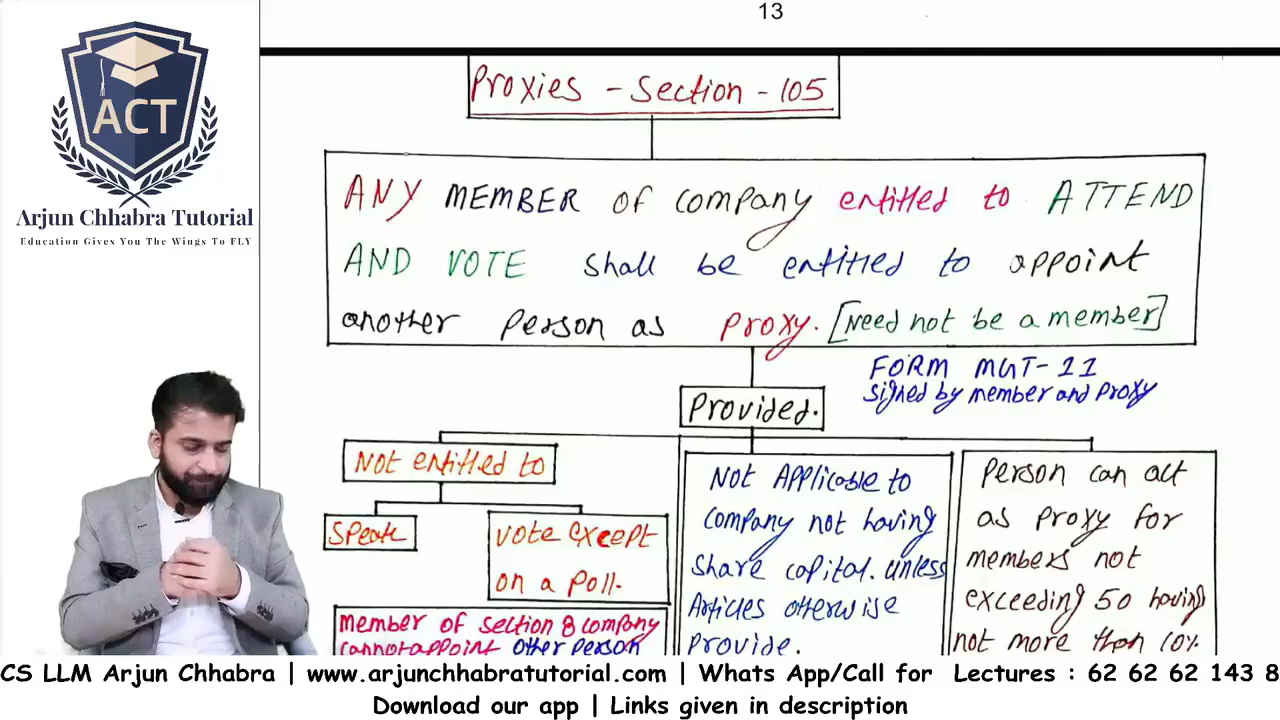 13
ACT
Arjun Chhabra Tutorial
Education Gives You The Wings To FLY
Proxies - Section - 105
ANY MEMBER of company entitled to ATTEND
AND VOTE shall be entitled to appoint
another person as proxy. [Need not be a member]
FORM MGT-11
signed by member and proxy
Provided.
Not entitled to
Speak
vote except
on a poll.
member of section 8 company
cannot appoint other person
Not Applicable to
company not having
share capital. unless
Articles otherwise
provide.
Person can act
as proxy for
members not
exceeding 50 having
not more than 10%
CS LLM Arjun Chhabra | www.arjunchhabratutorial.com | Whats App/Call for Lectures : 62 62 62 143 8
Download our app | Links given in description